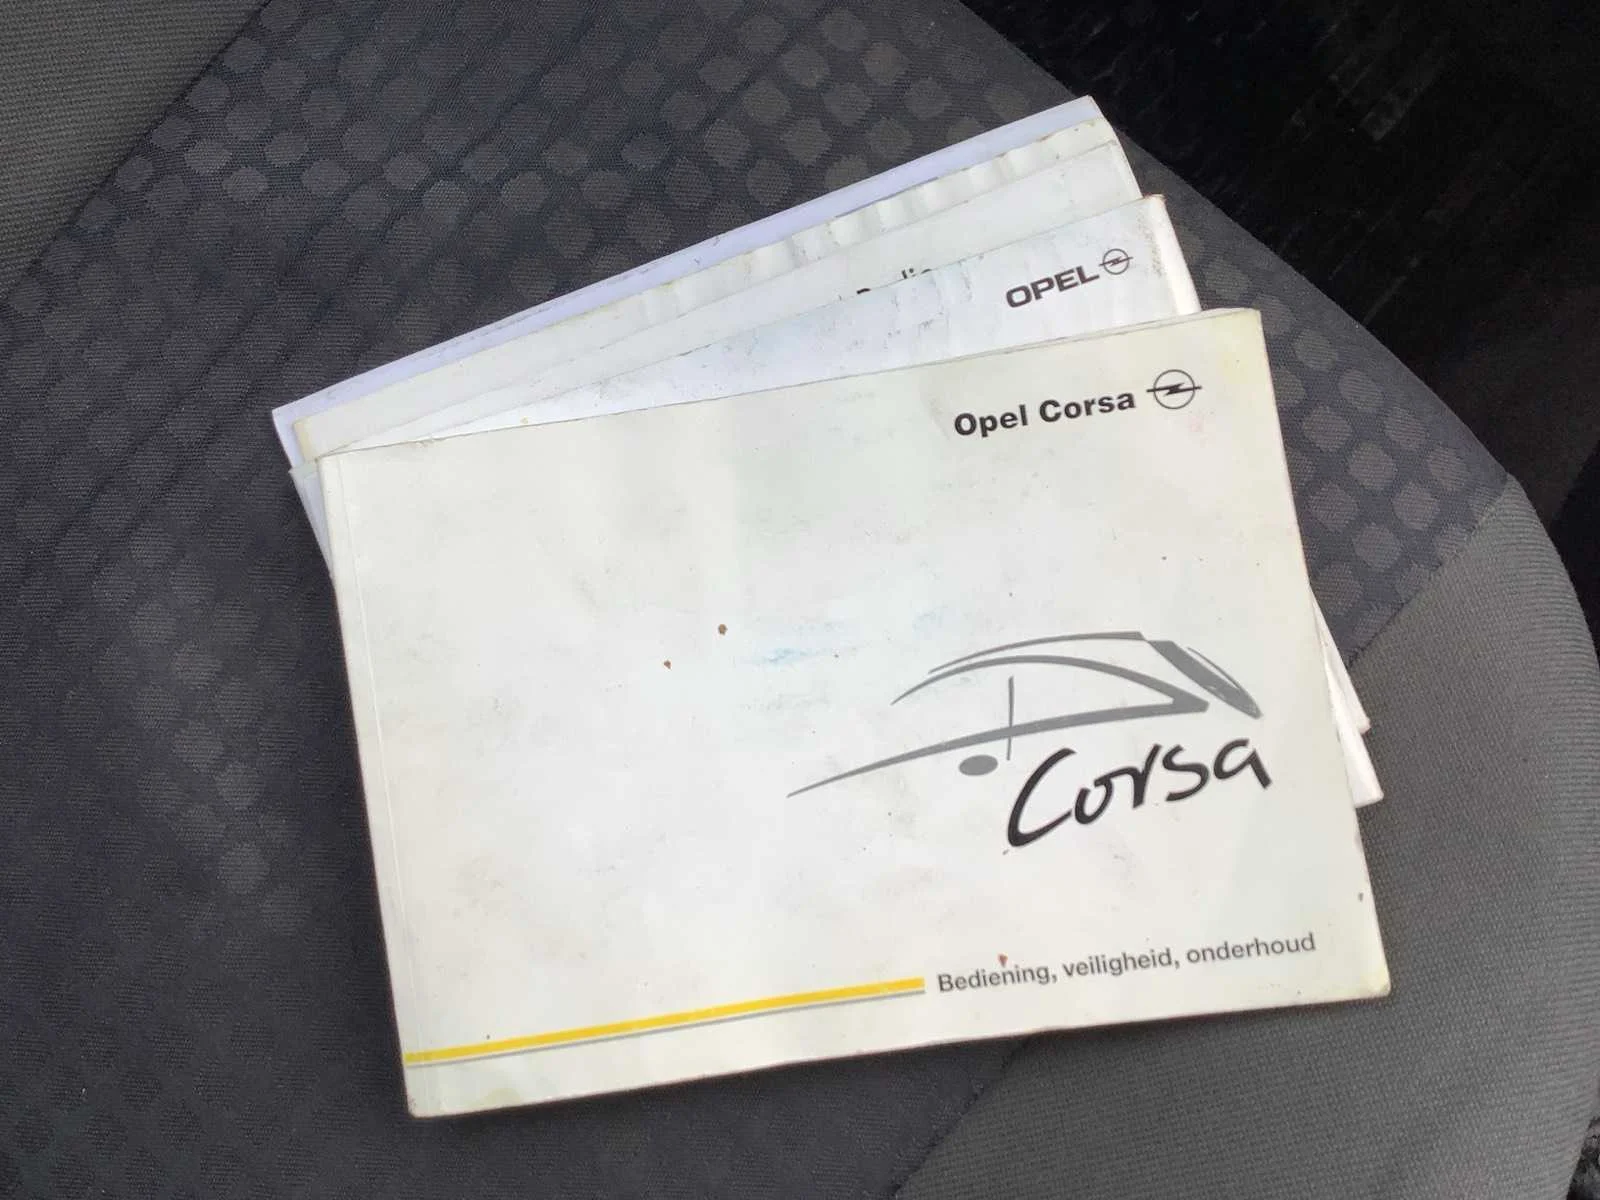 OPEL
Opel Corsa
Corsa
Bediening, veiligheid, onderhoud